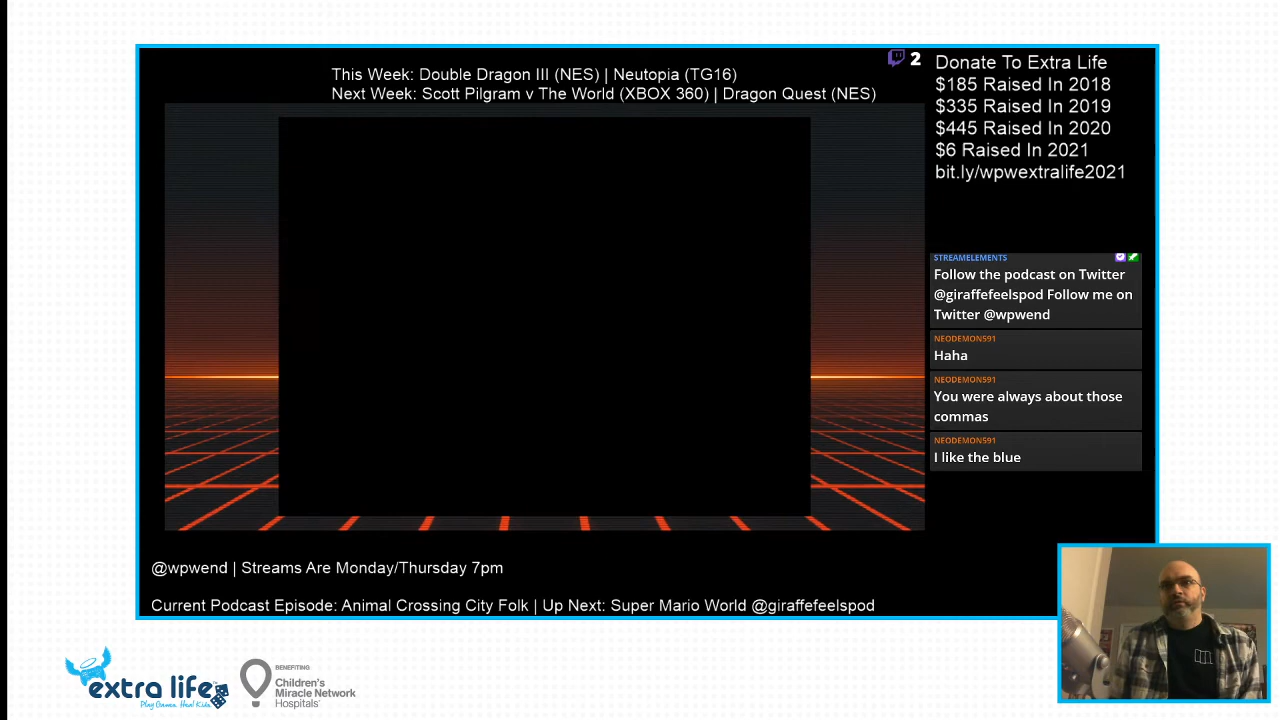 This Week: Double Dragon III (NES) | Neutopia (TG16)
Next Week: Scott Pilgram v The World (XBOX 360) | Dragon Quest (NES)
2
Donate To Extra Life
$185 Raised In 2018
$335 Raised In 2019
$445 Raised In 2020
$6 Raised In 2021
bit.ly/wpwextralife2021
STREAMELEMENTS
Follow the podcast on Twitter
@giraffefeelspod Follow me on
Twitter @wpwend
NEODEMON591
Haha
NEODEMON591
You were always about those
commas
NEODEMON591
I like the blue
@wpwend | Streams Are Monday/Thursday 7pm
Current Podcast Episode: Animal Crossing City Folk | Up Next: Super Mario World @giraffefeelspod
extra life
Play Games. Heal Kids.
BENEFITING
Children's
Miracle Network
Hospitals